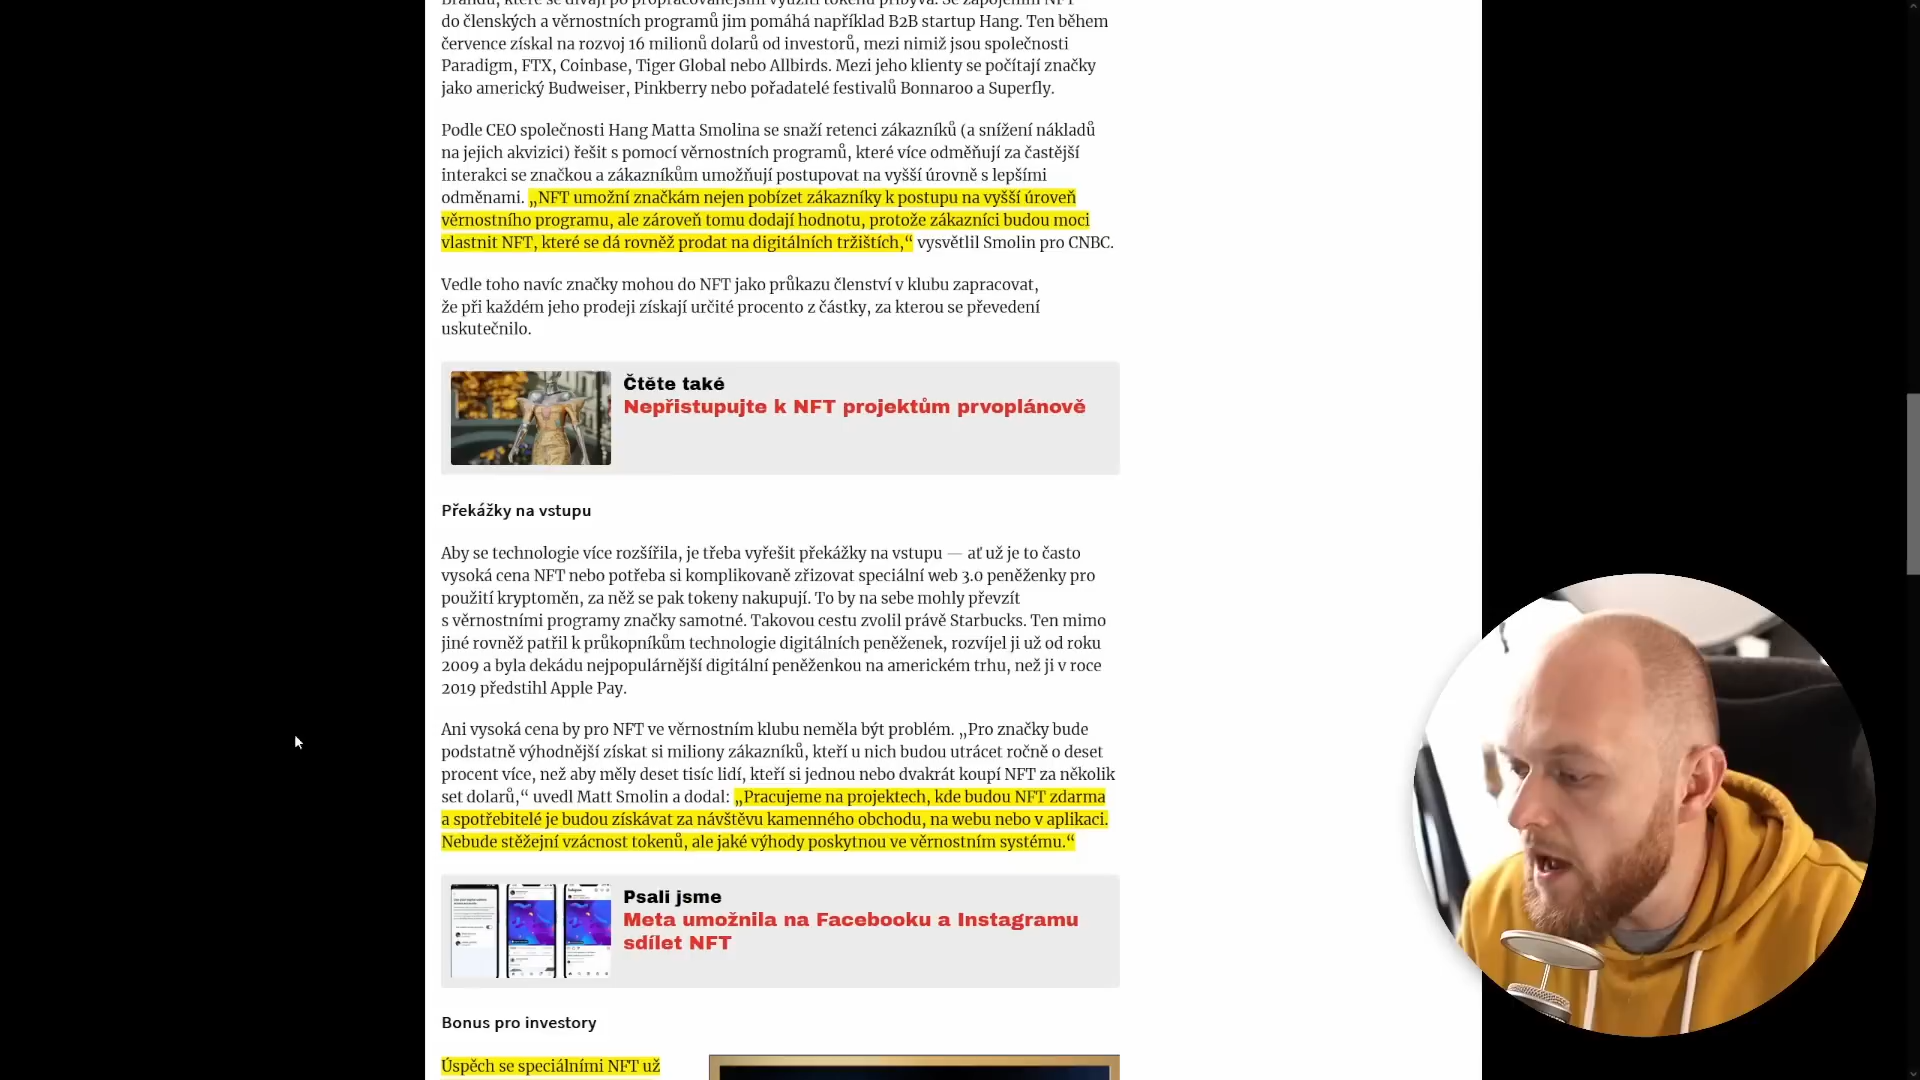 Brandů, které se dívají po propracovanějším využití tokenů přibývá. Se zapojením NFT
do členských a věrnostních programů jim pomáhá například B2B startup Hang. Ten během
července získal na rozvoj 16 milionů dolarů od investorů, mezi nimiž jsou společnosti
Paradigm, FTX, Coinbase, Tiger Global nebo Allbirds. Mezi jeho klienty se počítají značky
jako americký Budweiser, Pinkberry nebo pořadatelé festivalů Bonnaroo a Superfly.
Podle CEO společnosti Hang Matta Smolina se snaží retenci zákazníků (a snížení nákladů
na jejich akvizici) řešit s pomocí věrnostních programů, které více odměňují za častější
interakci se značkou a zákazníkům umožňují postupovat na vyšší úrovně s lepšími
odměnami. „NFT umožní značkám nejen pobízet zákazníky k postupu na vyšší úroveň
věrnostního programu, ale zároveň tomu dodají hodnotu, protože zákazníci budou moci
vlastnit NFT, které se dá rovněž prodat na digitálních tržištích,“ vysvětlil Smolin pro CNBC.
Vedle toho navíc značky mohou do NFT jako průkazu členství v klubu zapracovat,
že při každém jeho prodeji získají určité procento z částky, za kterou se převedení
uskutečnilo.
Čtěte také
Nepřistupujte k NFT projektům prvoplánově
Překážky na vstupu
Aby se technologie více rozšířila, je třeba vyřešit překážky na vstupu — ať už je to často
vysoká cena NFT nebo potřeba si komplikovaně zřizovat speciální web 3.0 peněženky pro
použití kryptoměn, za něž se pak tokeny nakupují. To by na sebe mohly převzít
s věrnostními programy značky samotné. Takovou cestu zvolil právě Starbucks. Ten mimo
jiné rovněž patřil k průkopníkům technologie digitálních peněženek, rozvíjel ji už od roku
2009 a byla dekádu nejpopulárnější digitální peněženkou na americkém trhu, než ji v roce
2019 předstihl Apple Pay.
Ani vysoká cena by pro NFT ve věrnostním klubu neměla být problém. „Pro značky bude
podstatně výhodnější získat si miliony zákazníků, kteří u nich budou utrácet ročně o deset
procent více, než aby měly deset tisíc lidí, kteří si jednou nebo dvakrát koupí NFT za několik
set dolarů,“ uvedl Matt Smolin a dodal: „Pracujeme na projektech, kde budou NFT zdarma
a spotřebitelé je budou získávat za návštěvu kamenného obchodu, na webu nebo v aplikaci.
Nebude stěžejní vzácnost tokenů, ale jaké výhody poskytnou ve věrnostním systému.“
Psali jsme
Meta umožnila na Facebooku a Instagramu
sdílet NFT
Bonus pro investory
Úspěch se speciálními NFT už